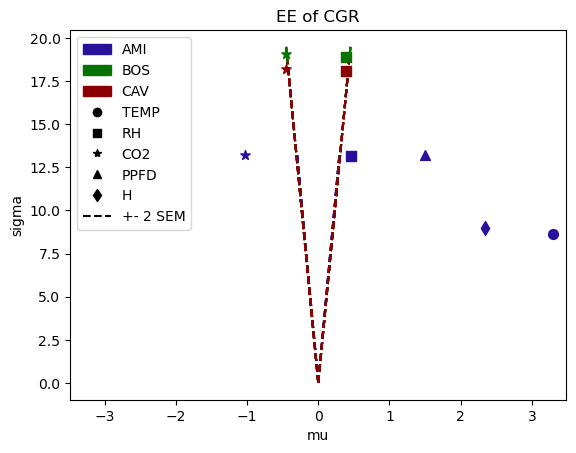 EE of CGR
20.0
17.5
15.0
12.5
10.0
7.5
5.0
2.5
0.0
sigma
AMI
BOS
CAV
TEMP
RH
CO2
PPFD
H
+- 2 SEM
−3 −2 −1 0 1 2 3
mu